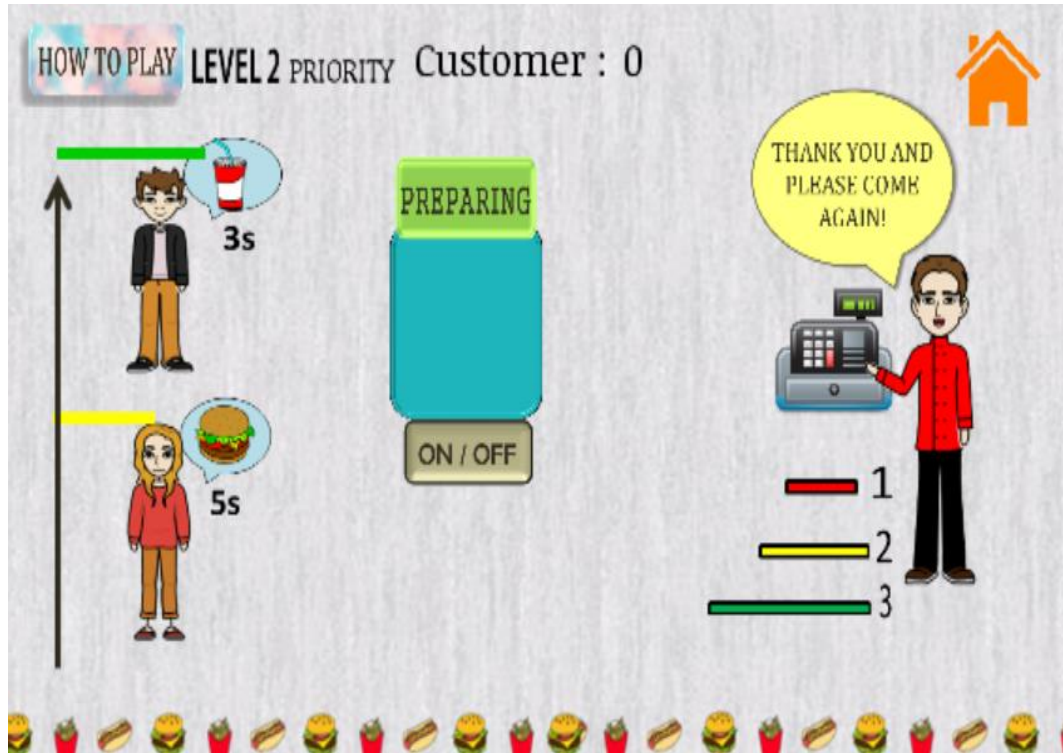 HOW TO PLAY
LEVEL 2 PRIORITY
Customer : 0
THANK YOU AND
PLEASE COME
AGAIN!
3s
PREPARING
5s
ON / OFF
1
2
3